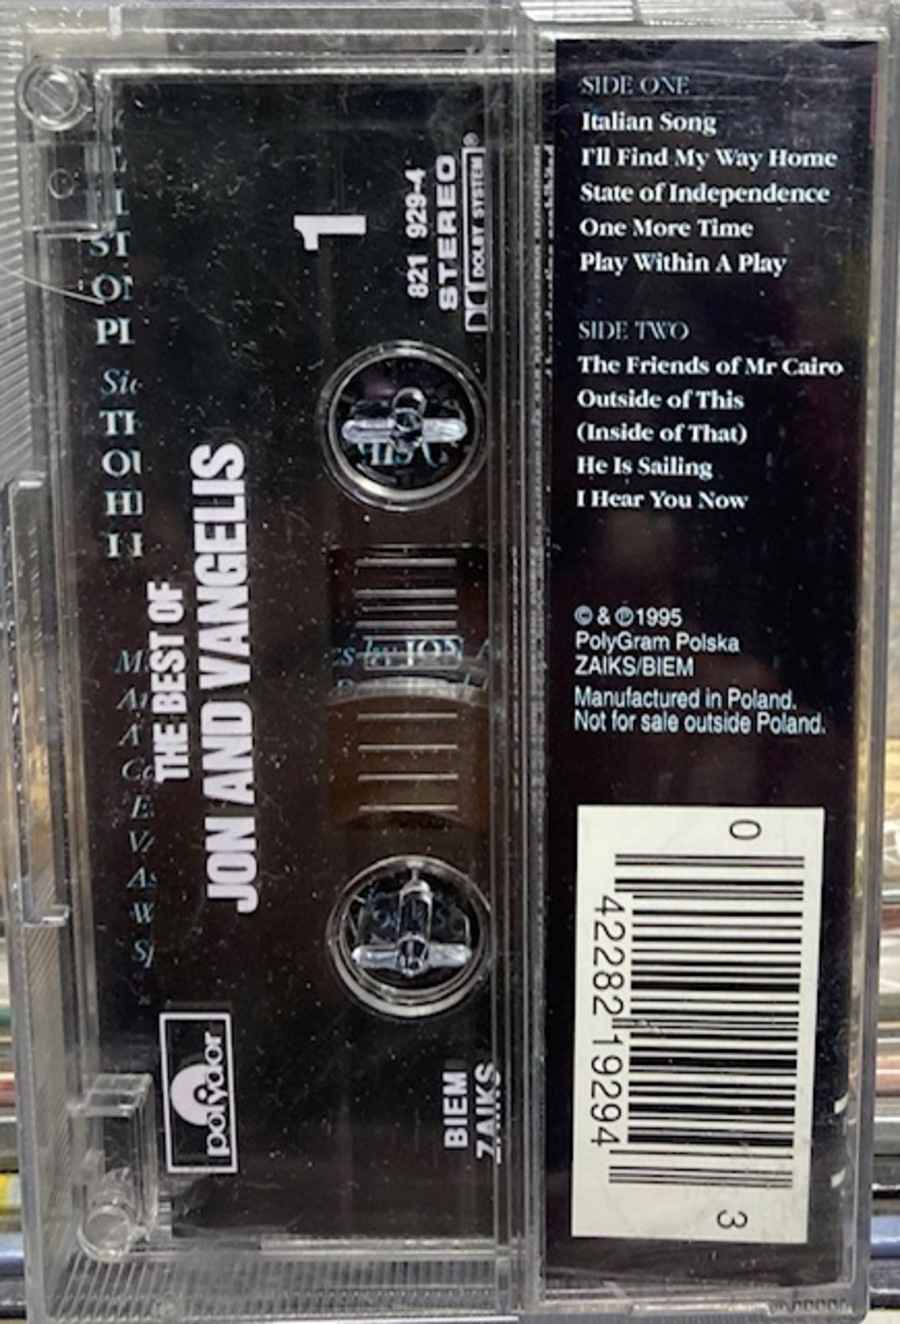 1
821 929-4
STEREO
DOLBY SYSTEM®
THE BEST OF
JON AND VANGELIS
polydor
BIEM
ZAIKS
ST
PL
HI
SIDE ONE
Italian Song
I'll Find My Way Home
State of Independence
One More Time
Play Within A Play
SIDE TWO
The Friends of Mr Cairo
Outside of This
(Inside of That)
He Is Sailing
I Hear You Now
© & ℗ 1995
PolyGram Polska
ZAIKS/BIEM
Manufactured in Poland.
Not for sale outside Poland.
0 42282 19294 3